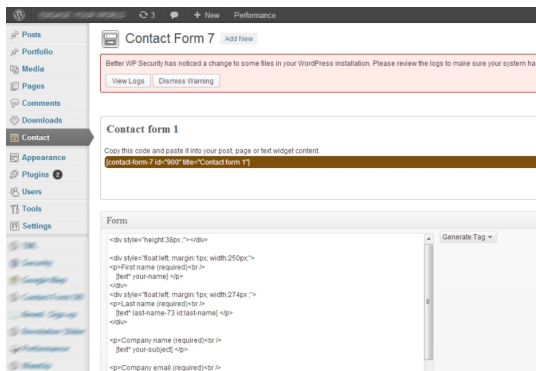 3
+ New
Performance
Posts
Portfolio
Media
Pages
Comments
Downloads
Contact
Appearance
Plugins 2
Users
Tools
Settings
Contact Form 7 Add New
Better WP Security has noticed a change to some files in your WordPress installation. Please review the logs to make sure your system ha
View Logs Dismiss Warning
Contact form 1
Copy this code and paste it into your post, page or text widget content.
[contact-form-7 id="900" title="Contact form 1"]
Form
Generate Tag
<div style="height:38px ;"></div>
<div style="float:left; margin:1px; width:250px;">
<p>First name (required)<br />
[text* your-name] </p>
</div>
<div style="float:left; margin:1px; width:274px ;">
<p>Last name (required)<br />
[text* last-name-73 id:last-name] </p>
</div>
<p>Company name (required)<br />
[text* your-subject] </p>
<p>Company email (required)<br />